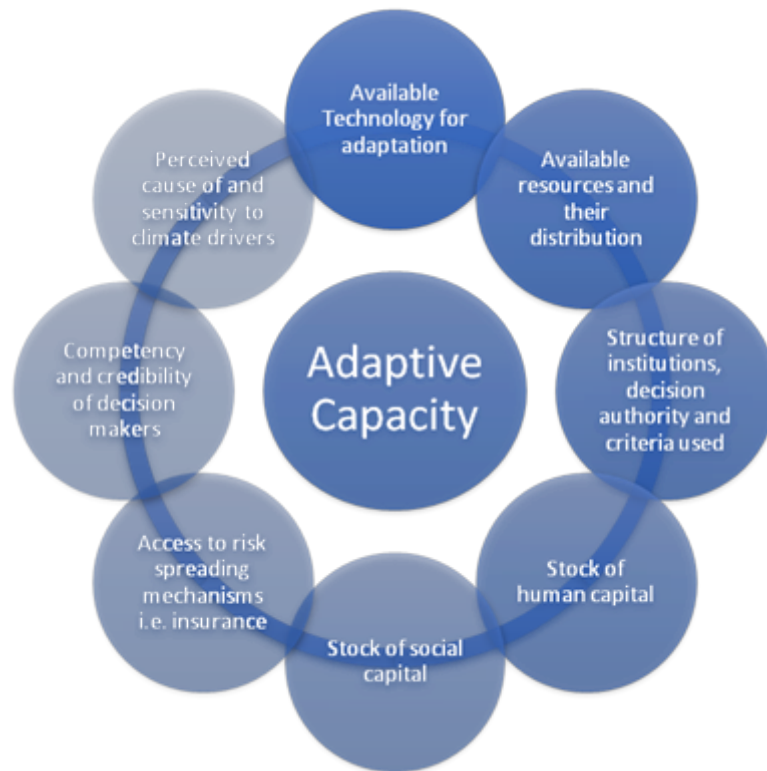 Available
Technology for
adaptation
Available
resources and
their
distribution
Structure of
institutions,
decision
authority and
criteria used
Stock of
human capital
Stock of social
capital
Access to risk
spreading
mechanisms
i.e. insurance
Competency
and credibility
of decision
makers
Perceived
cause of and
sensitivity to
climate drivers
Adaptive
Capacity